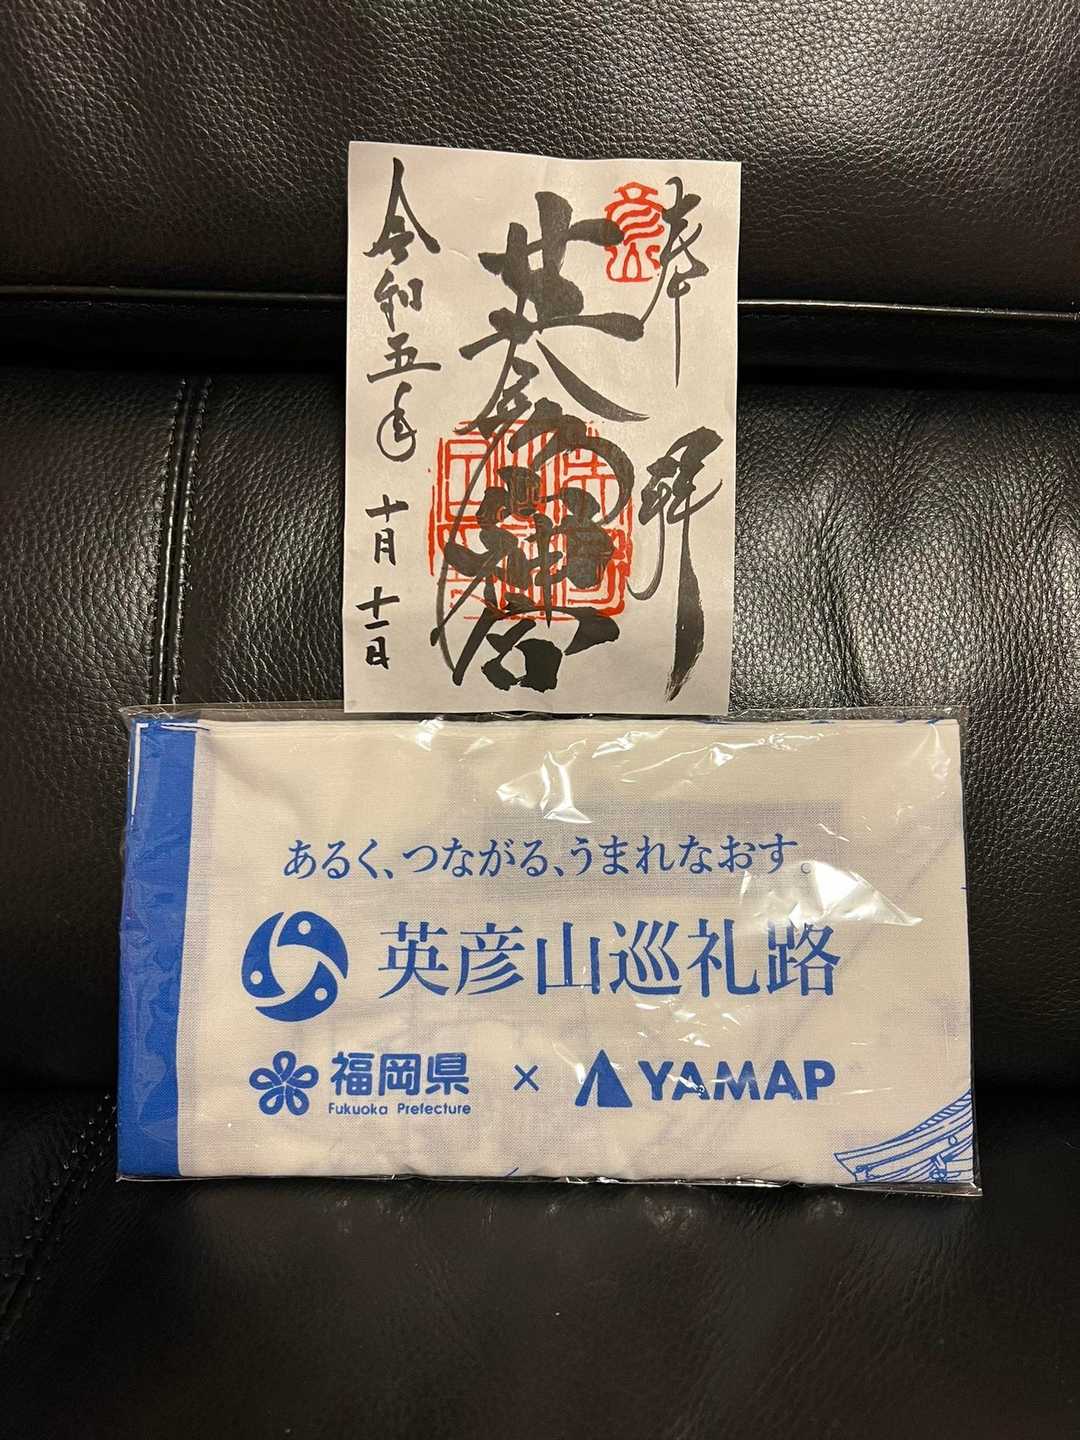 奉拝
英彦山神宮
令和五年
十月十一日
彦山
あるく、つながる、うまれなおす。
英彦山巡礼路
福岡県
Fukuoka Prefecture
×
YAMAP